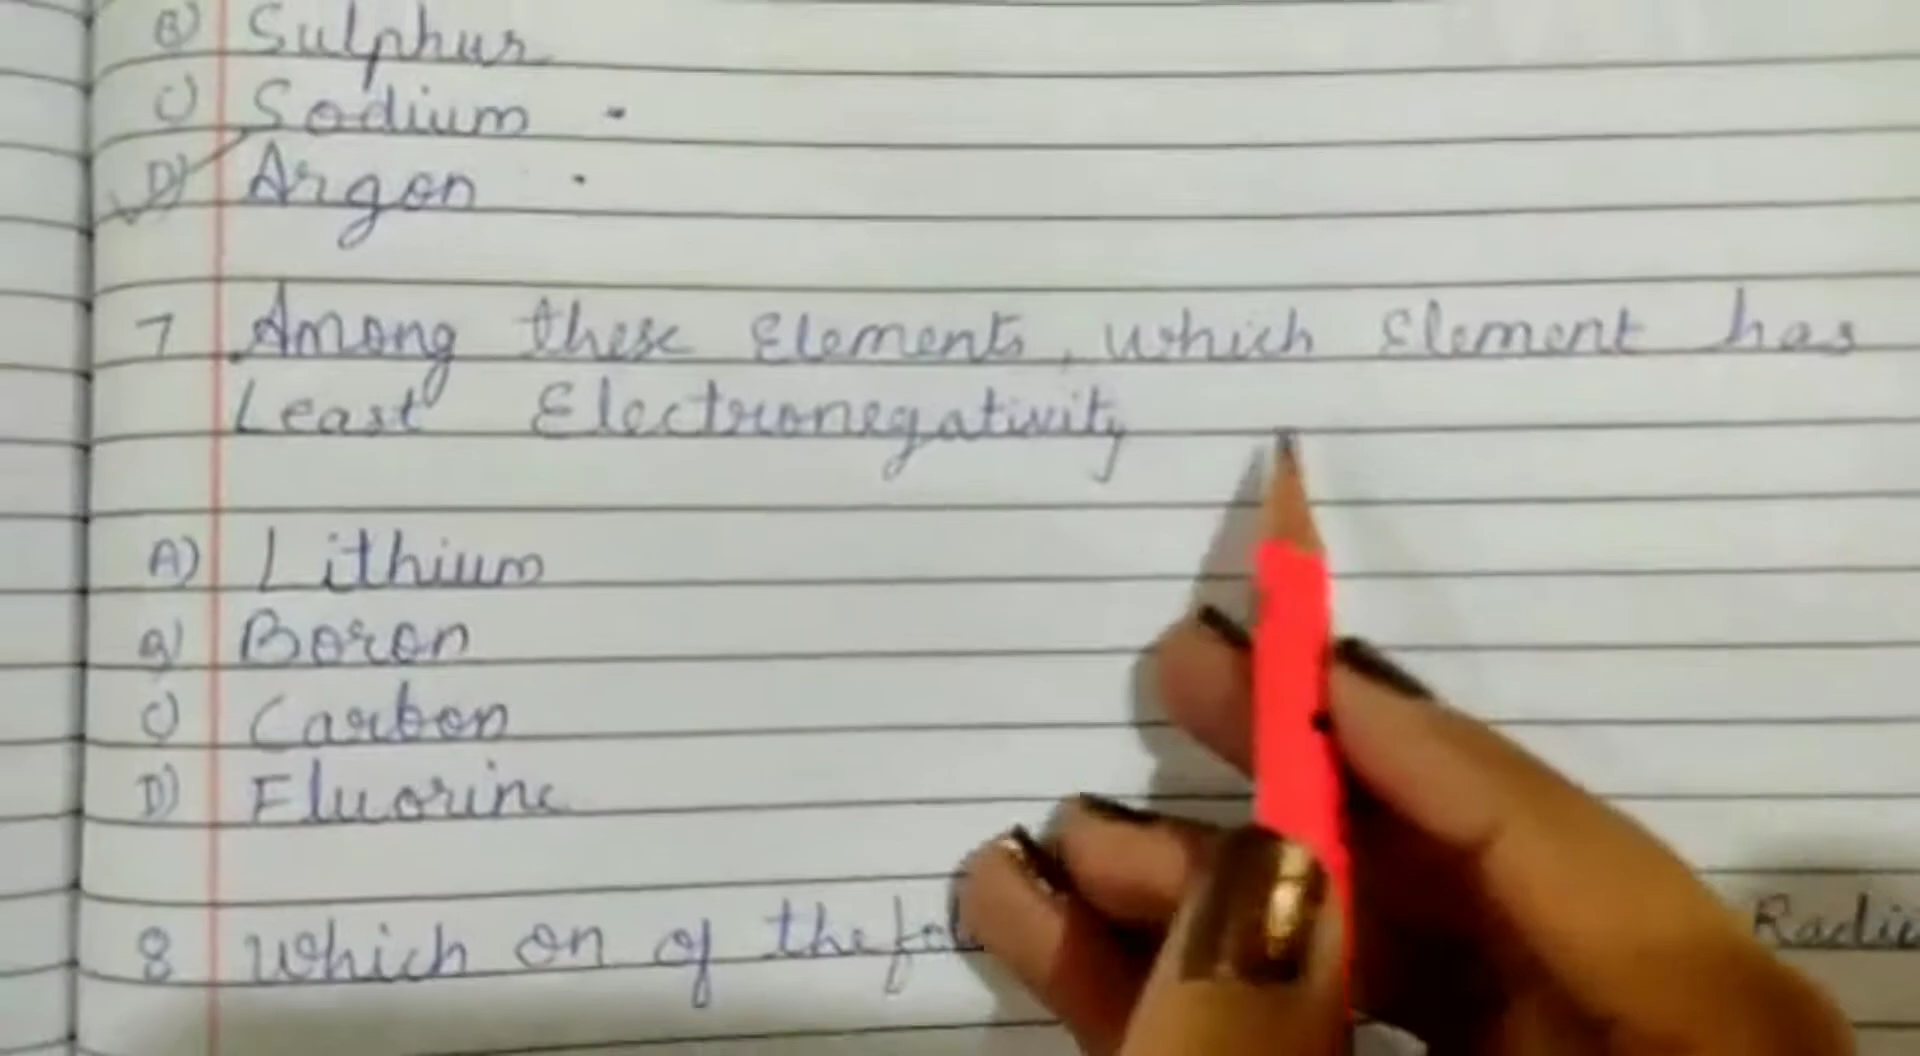 B) Sulphur
C) Sodium
D) Argon
7 Among these Elements, which Element has
Least Electronegativity
A) Lithium
B) Boron
C) Carbon
D) Fluorine
8 which on of the Radi